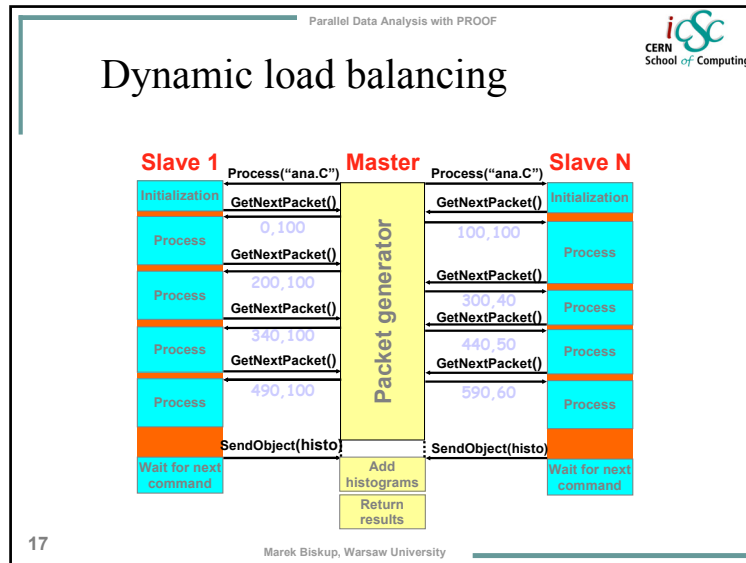 Parallel Data Analysis with PROOF
iCSC
CERN
School of Computing
Dynamic load balancing
Slave 1
Master
Slave N
Process("ana.C")
Process("ana.C")
Initialization
Initialization
GetNextPacket()
GetNextPacket()
0,100
100,100
Process
Process
GetNextPacket()
GetNextPacket()
200,100
300,40
Process
Process
GetNextPacket()
GetNextPacket()
340,100
440,50
Process
Process
GetNextPacket()
GetNextPacket()
490,100
590,60
Process
Process
Packet generator
SendObject(histo)
SendObject(histo)
Wait for next
command
Add
histograms
Wait for next
command
Return
results
17
Marek Biskup, Warsaw University